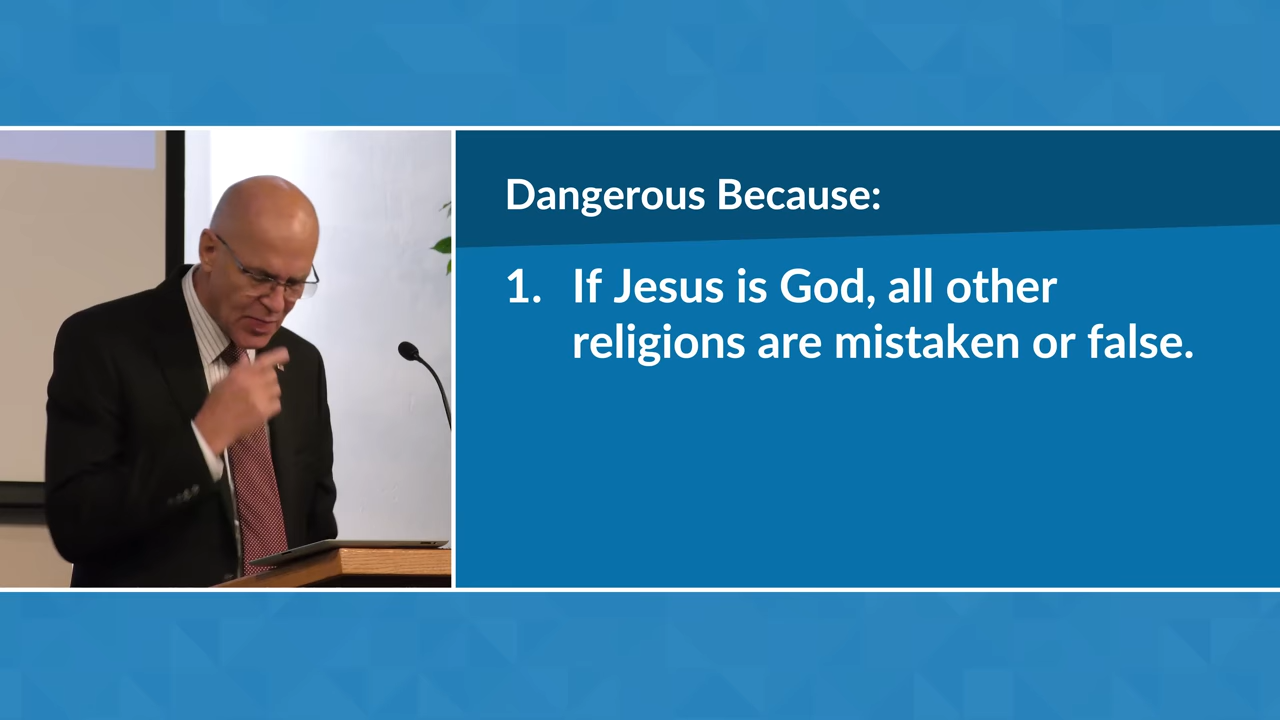 Dangerous Because:
1. If Jesus is God, all other
religions are mistaken or false.